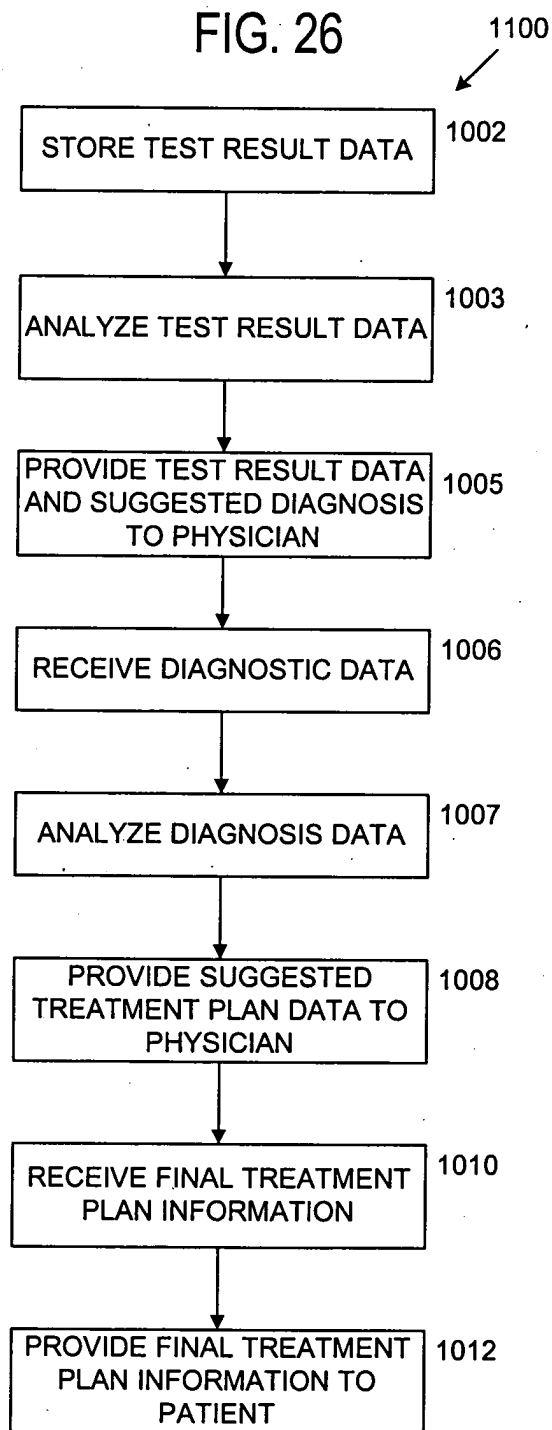 FIG. 26
1100
STORE TEST RESULT DATA
1002
ANALYZE TEST RESULT DATA
1003
PROVIDE TEST RESULT DATA
AND SUGGESTED DIAGNOSIS
TO PHYSICIAN
1005
RECEIVE DIAGNOSTIC DATA
1006
ANALYZE DIAGNOSIS DATA
1007
PROVIDE SUGGESTED
TREATMENT PLAN DATA TO
PHYSICIAN
1008
RECEIVE FINAL TREATMENT
PLAN INFORMATION
1010
PROVIDE FINAL TREATMENT
PLAN INFORMATION TO
PATIENT
1012